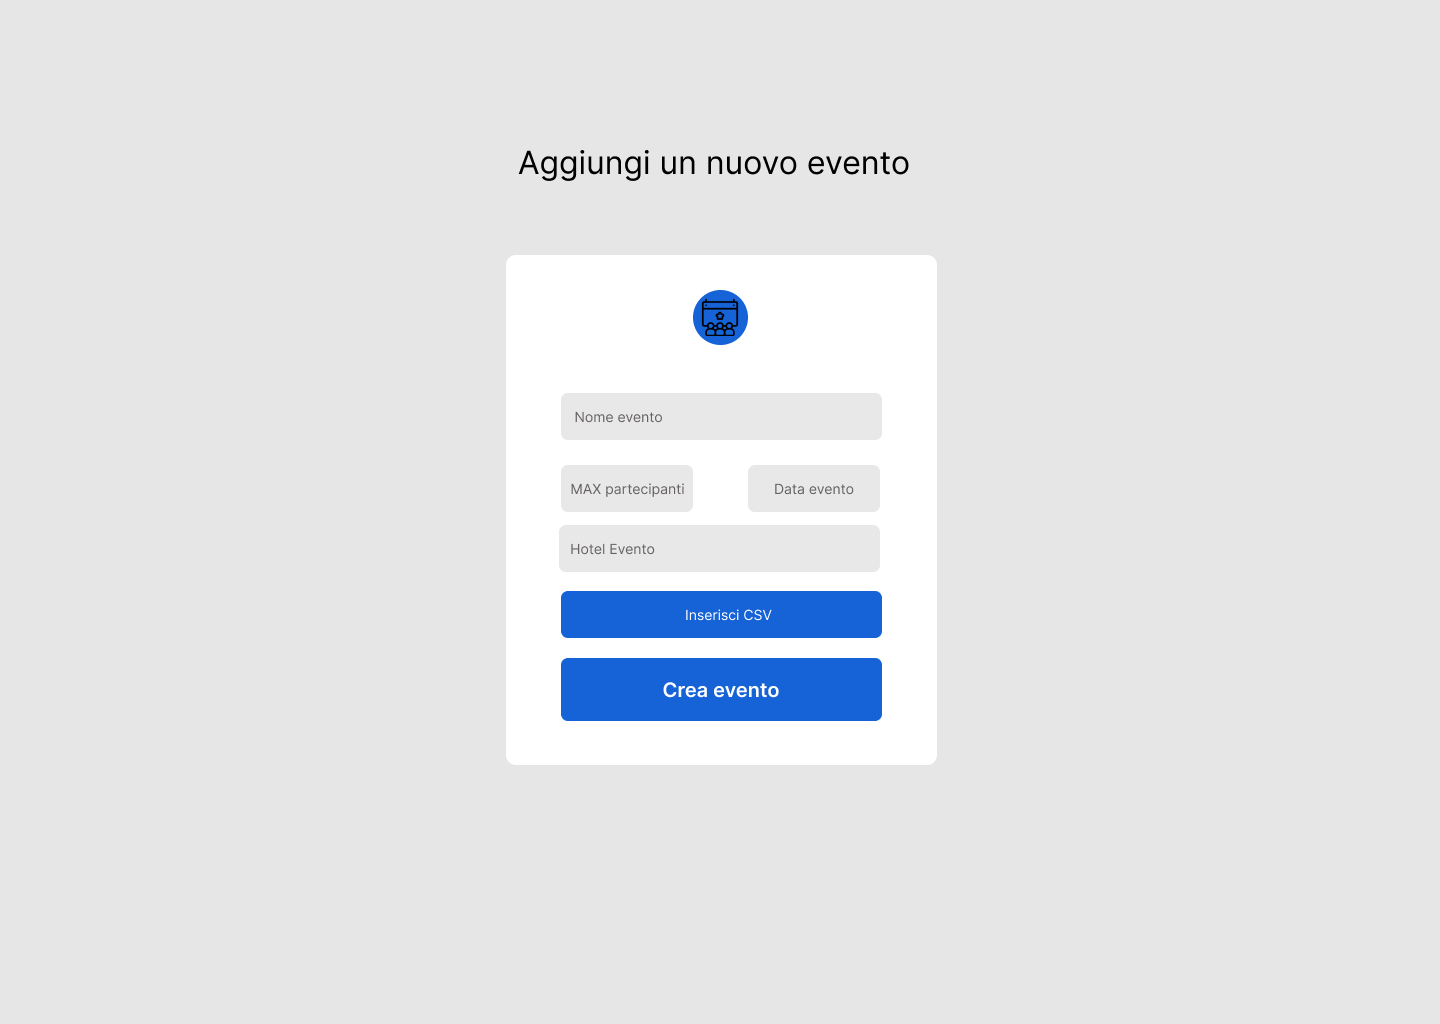 Aggiungi un nuovo evento
Nome evento
MAX partecipanti
Data evento
Hotel Evento
Inserisci CSV
Crea evento